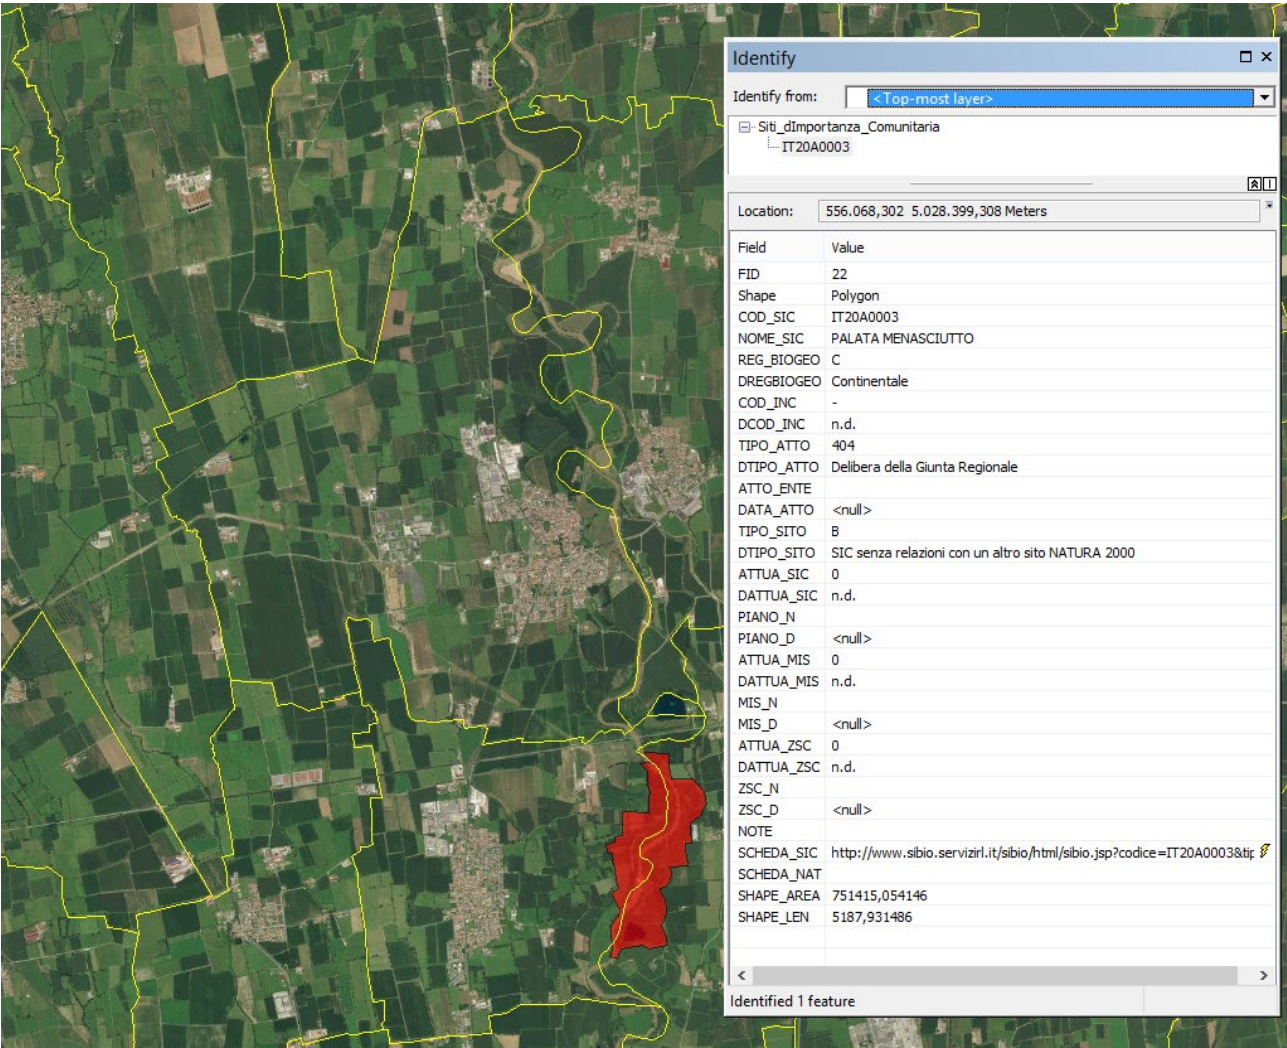 Identify
Identify from: <Top-most layer>
Siti_dImportanza_Comunitaria
IT20A0003
Location: 556.068,302 5.028.399,308 Meters
Field Value
FID 22
Shape Polygon
COD_SIC IT20A0003
NOME_SIC PALATA MENASCIUTTO
REG_BIOGEO C
DREGBIOGEO Continentale
COD_INC -
DCOD_INC n.d.
TIPO_ATTO 404
DTIPO_ATTO Delibera della Giunta Regionale
ATTO_ENTE
DATA_ATTO <null>
TIPO_SITO B
DTIPO_SITO SIC senza relazioni con un altro sito NATURA 2000
ATTUA_SIC 0
DATTUA_SIC n.d.
PIANO_N
PIANO_D <null>
ATTUA_MIS 0
DATTUA_MIS n.d.
MIS_N
MIS_D <null>
ATTUA_ZSC 0
DATTUA_ZSC n.d.
ZSC_N
ZSC_D <null>
NOTE
SCHEDA_SIC http://www.sibio.servizirl.it/sibio/html/sibio.jsp?codice=IT20A0003&tip
SCHEDA_NAT
SHAPE_AREA 751415,054146
SHAPE_LEN 5187,931486
Identified 1 feature